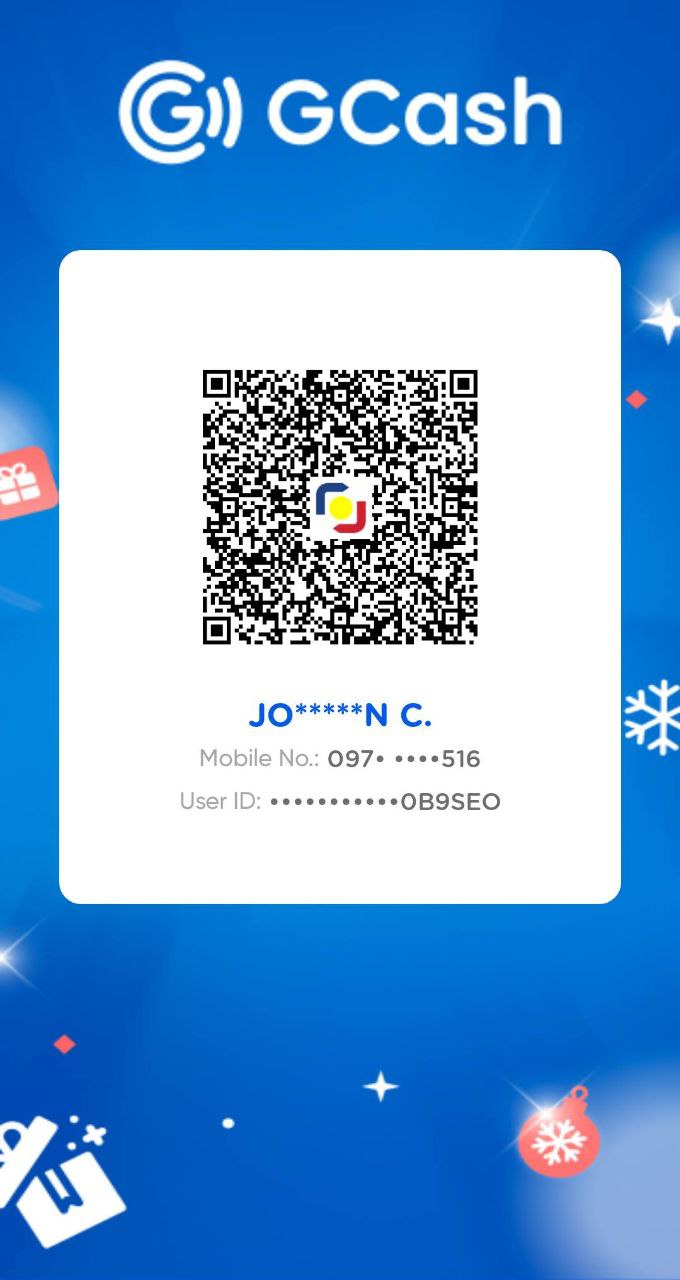 GCash
JO*****N C.
Mobile No.: 097• ••••516
User ID: •••••••••••0B9SEO